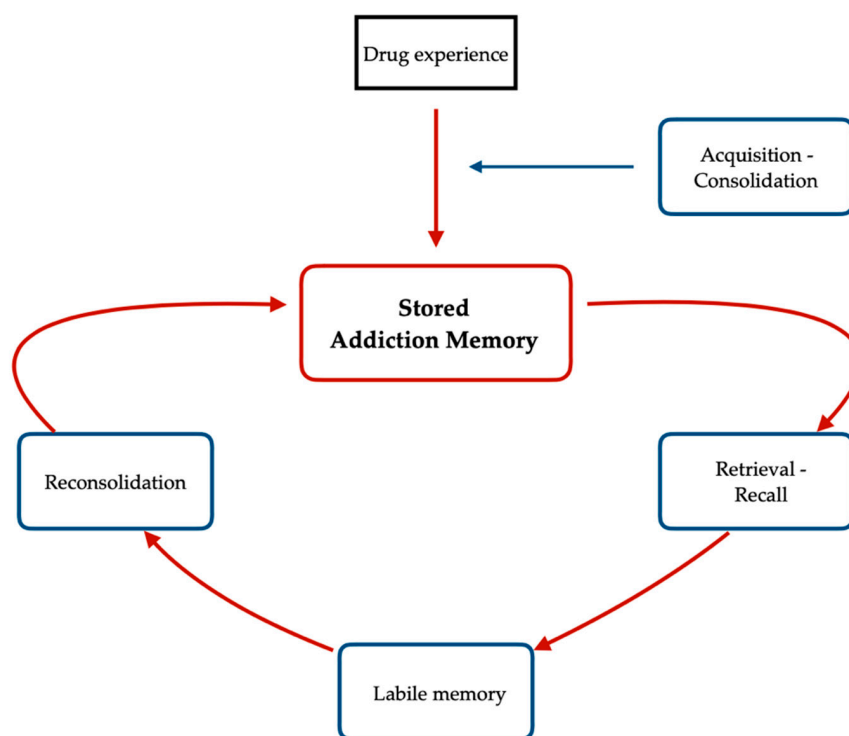 Drug experience
Acquisition -
Consolidation
Stored
Addiction Memory
Reconsolidation
Retrieval -
Recall
Labile memory